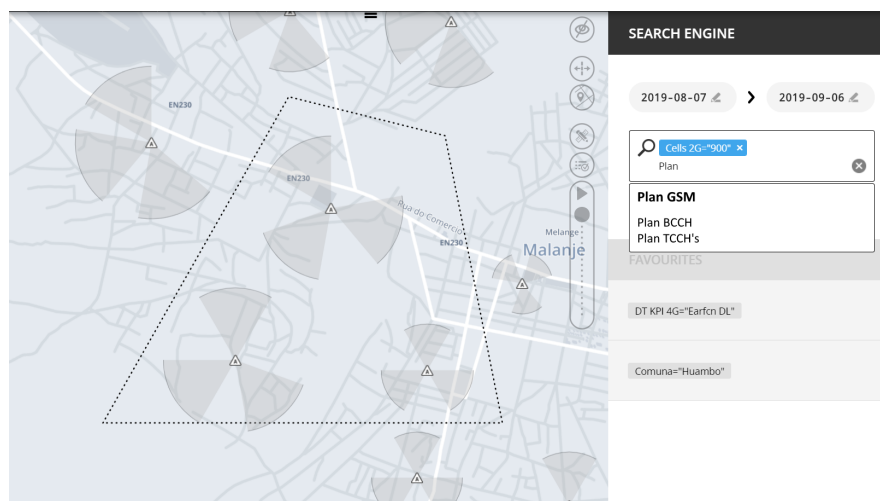 EN230
EN230
Rua do Comercio
EN230
Melange
Malanje
SEARCH ENGINE
2019-08-07
2019-09-06
Cells 2G="900" ×
Plan
Plan GSM
Plan BCCH
Plan TCCH's
FAVOURITES
DT KPI 4G="Earfcn DL"
Comuna="Huambo"